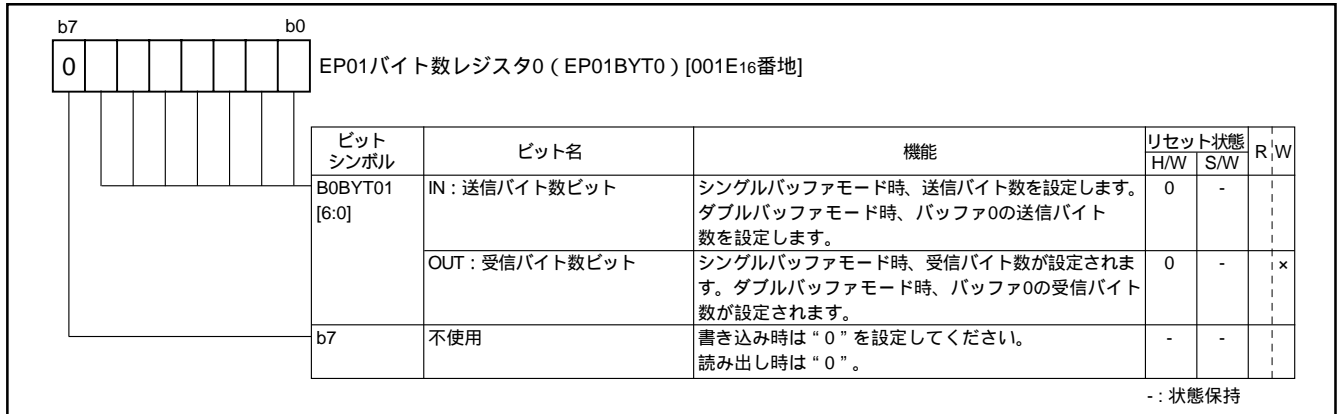 b7 b0
0
EP01バイト数レジスタ0（EP01BYT0）[001E16番地]
ビット シンボル ビット名 機能 リセット状態 H/W S/W R W
B0BYT01 [6:0] IN：送信バイト数ビット シングルバッファモード時、送信バイト数を設定します。 0 -
ダブルバッファモード時、バッファ0の送信バイト
数を設定します。
OUT：受信バイト数ビット シングルバッファモード時、受信バイト数が設定されま 0 - ×
す。ダブルバッファモード時、バッファ0の受信バイト
数が設定されます。
b7 不使用 書き込み時は“0”を設定してください。 - -
読み出し時は“0”。
-：状態保持